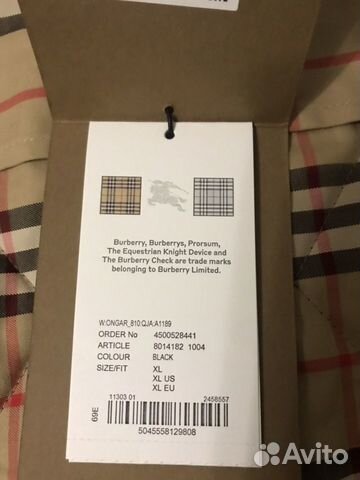 Burberry, Burberrys, Prorsum,
The Equestrian Knight Device and
The Burberry Check are trade marks
belonging to Burberry Limited.
W:ONGAR_810:QJA:A1189
ORDER No 4500528441
ARTICLE 8014182 1004
COLOUR BLACK
SIZE/FIT XL
XL US
XL EU
11303 01 2458557
69E
5045558129808
Avito